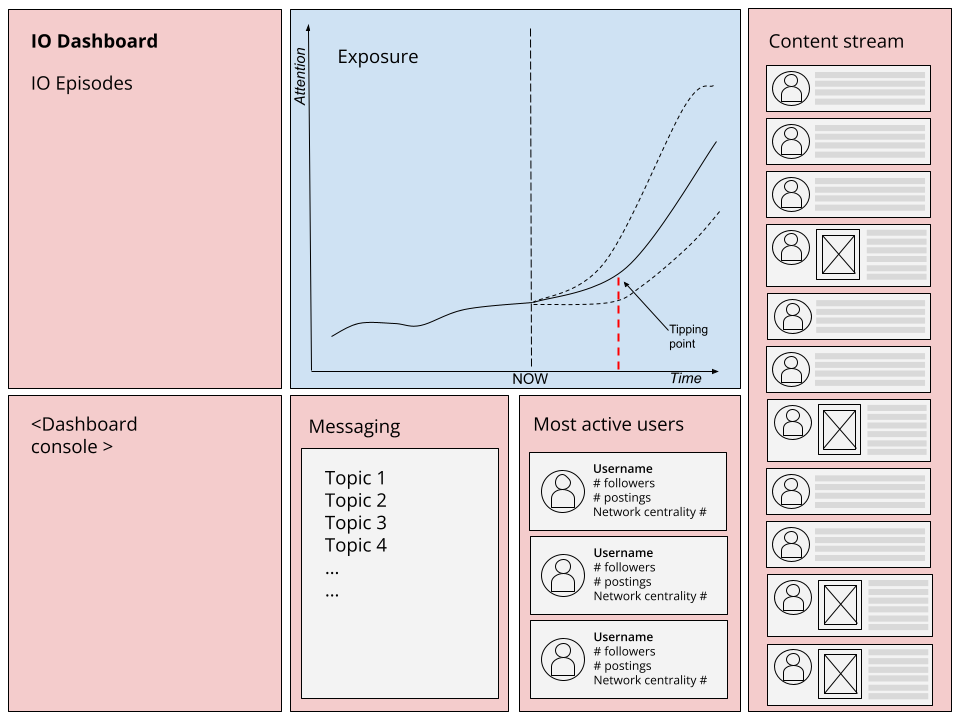 IO Dashboard
IO Episodes
<Dashboard
console >
Exposure
Attention
Tipping
point
NOW
Time
Messaging
Topic 1
Topic 2
Topic 3
Topic 4
...
...
Most active users
Username
# followers
# postings
Network centrality #
Username
# followers
# postings
Network centrality #
Username
# followers
# postings
Network centrality #
Content stream